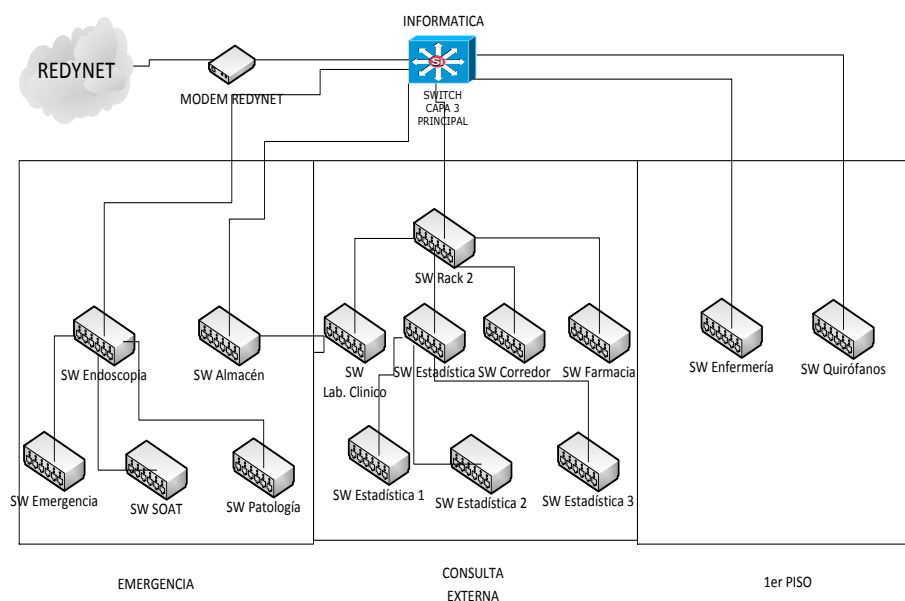 INFORMATICA
REDYNET
MODEM REDYNET
SWITCH
CAPA 3
PRINCIPAL
SI
SW Rack 2
SW Endoscopia
SW Almacén
SW
Lab. Clinico
SW Estadística
SW Corredor
SW Farmacia
SW Enfermería
SW Quirófanos
SW Emergencia
SW SOAT
SW Patología
SW Estadística 1
SW Estadística 2
SW Estadística 3
EMERGENCIA
CONSULTA
EXTERNA
1er PISO